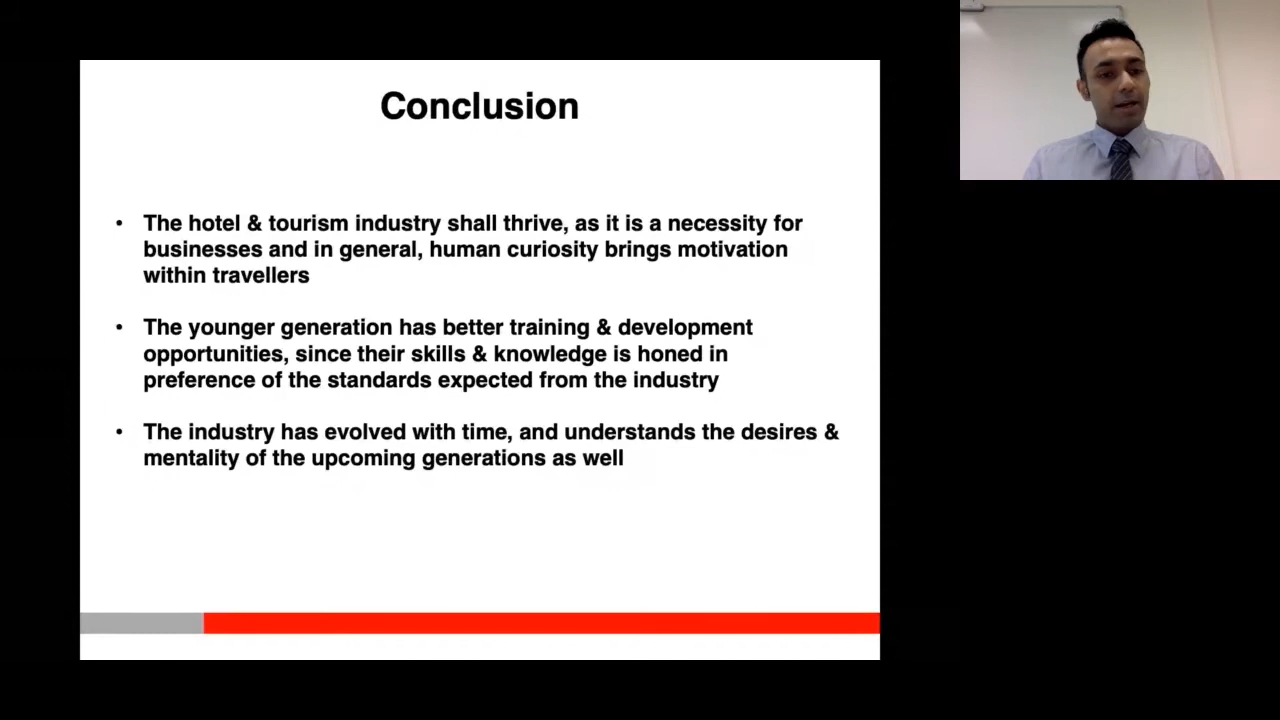 Conclusion
• The hotel & tourism industry shall thrive, as it is a necessity for
businesses and in general, human curiosity brings motivation
within travellers
• The younger generation has better training & development
opportunities, since their skills & knowledge is honed in
preference of the standards expected from the industry
• The industry has evolved with time, and understands the desires &
mentality of the upcoming generations as well